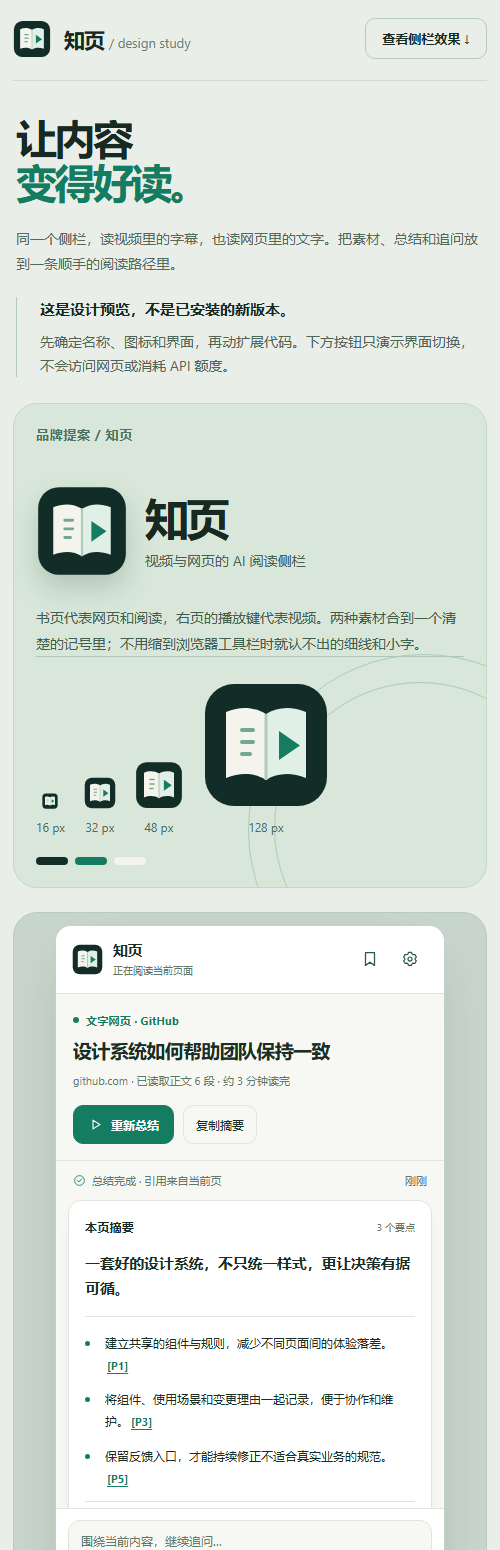 知页 / design study
查看侧栏效果 ↓
让内容
变得好读。
同一个侧栏，读视频里的字幕，也读网页里的文字。把素材、总结和追问放
到一条顺手的阅读路径里。
这是设计预览，不是已安装的新版本。
先确定名称、图标和界面，再动扩展代码。下方按钮只演示界面切换，
不会访问网页或消耗 API 额度。
品牌提案 / 知页
知页
视频与网页的 AI 阅读侧栏
书页代表网页和阅读，右页的播放键代表视频。两种素材合到一个清
楚的记号里；不用缩到浏览器工具栏时就认不出的细线和小字。
16 px
32 px
48 px
128 px
知页
正在阅读当前页面
文字网页 · GitHub
设计系统如何帮助团队保持一致
github.com · 已读取正文 6 段 · 约 3 分钟读完
重新总结
复制摘要
总结完成 · 引用来自当前页
刚刚
本页摘要
3 个要点
一套好的设计系统，不只统一样式，更让决策有据
可循。
建立共享的组件与规则，减少不同页面间的体验落差。
[P1]
将组件、使用场景和变更理由一起记录，便于协作和维
护。 [P3]
保留反馈入口，才能持续修正不适合真实业务的规范。
[P5]
围绕当前内容，继续追问...